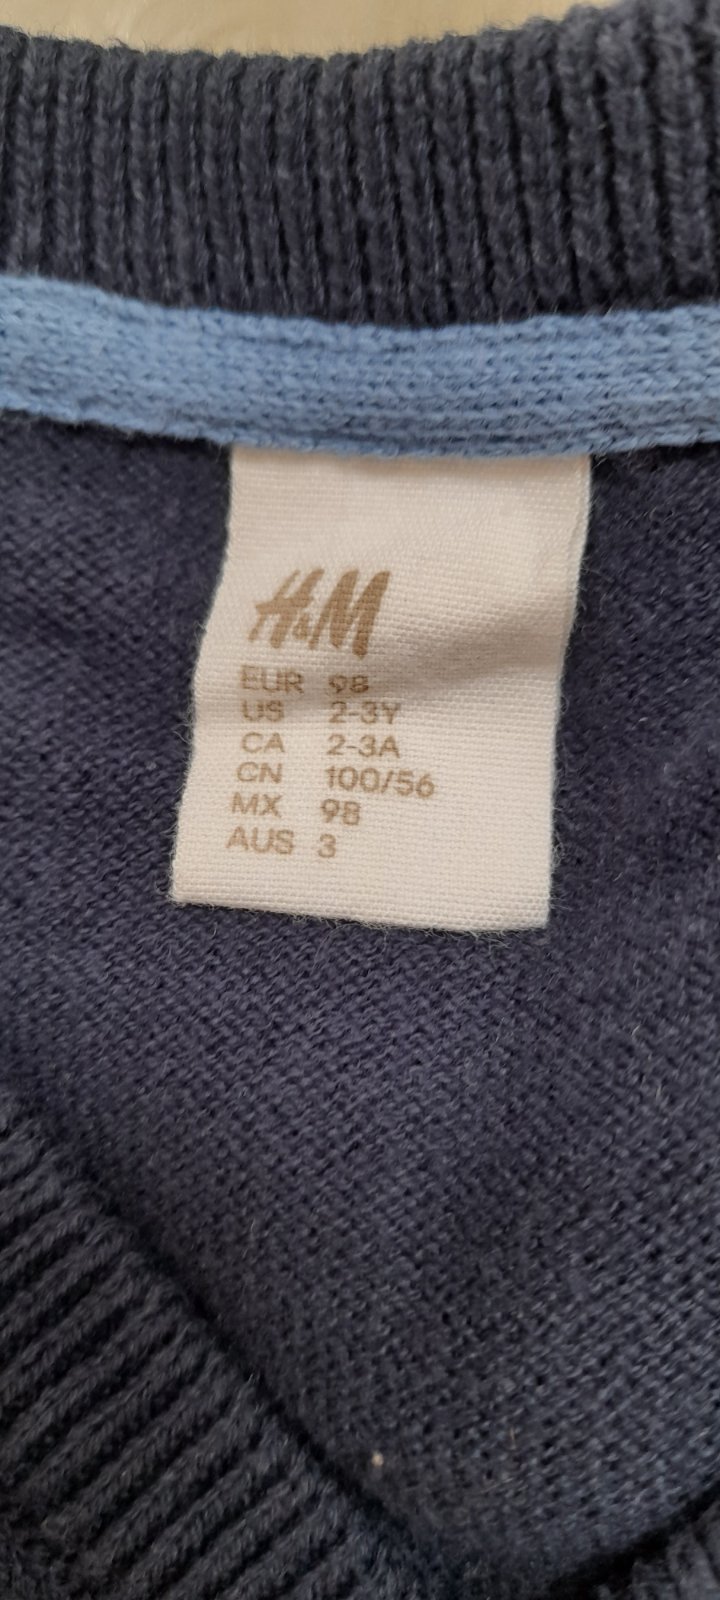 H&M
EUR 98
US 2-3Y
CA 2-3A
CN 100/56
MX 98
AUS 3